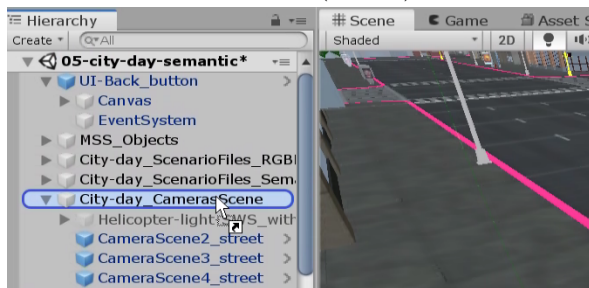 Hierarchy
Create
All
05-city-day-semantic*
UI-Back_button
Canvas
EventSystem
MSS_Objects
City-day_ScenarioFiles_RGB
City-day_ScenarioFiles_Sem
City-day_CamerasScene
Helicopter-light WS_with
CameraScene2_street
CameraScene3_street
CameraScene4_street
Scene
Game
Asset S
Shaded
2D